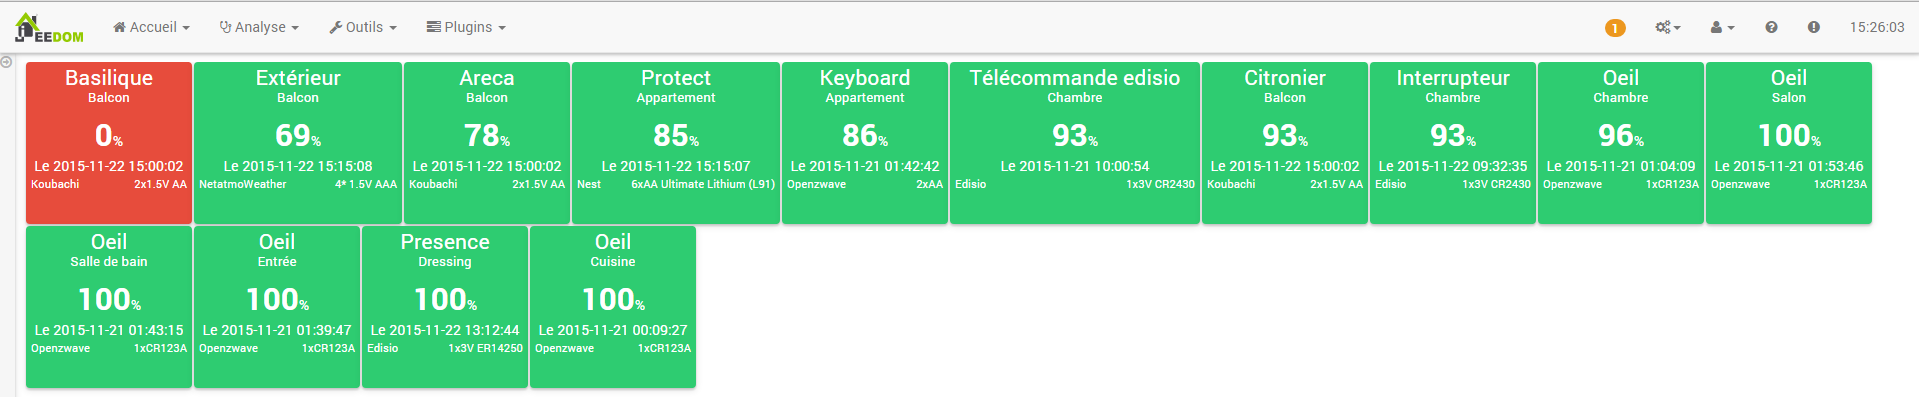 JEEDOM Accueil Analyse Outils Plugins 1 15:26:03
Basilique
Balcon
0%
Le 2015-11-22 15:00:02
Koubachi 2x1.5V AA
Extérieur
Balcon
69%
Le 2015-11-22 15:15:08
NetatmoWeather 4* 1.5V AAA
Areca
Balcon
78%
Le 2015-11-22 15:00:02
Koubachi 2x1.5V AA
Protect
Appartement
85%
Le 2015-11-22 15:15:07
Nest 6xAA Ultimate Lithium (L91)
Keyboard
Appartement
86%
Le 2015-11-21 01:42:42
Openzwave 2xAA
Télécommande edisio
Chambre
93%
Le 2015-11-21 10:00:54
Edisio 1x3V CR2430
Citronier
Balcon
93%
Le 2015-11-22 15:00:02
Koubachi 2x1.5V AA
Interrupteur
Chambre
93%
Le 2015-11-22 09:32:35
Edisio 1x3V CR2430
Oeil
Chambre
96%
Le 2015-11-21 01:04:09
Openzwave 1xCR123A
Oeil
Salon
100%
Le 2015-11-21 01:53:46
Openzwave 1xCR123A
Oeil
Salle de bain
100%
Le 2015-11-21 01:43:15
Openzwave 1xCR123A
Oeil
Entrée
100%
Le 2015-11-21 01:39:47
Openzwave 1xCR123A
Presence
Dressing
100%
Le 2015-11-22 13:12:44
Edisio 1x3V ER14250
Oeil
Cuisine
100%
Le 2015-11-21 00:09:27
Openzwave 1xCR123A